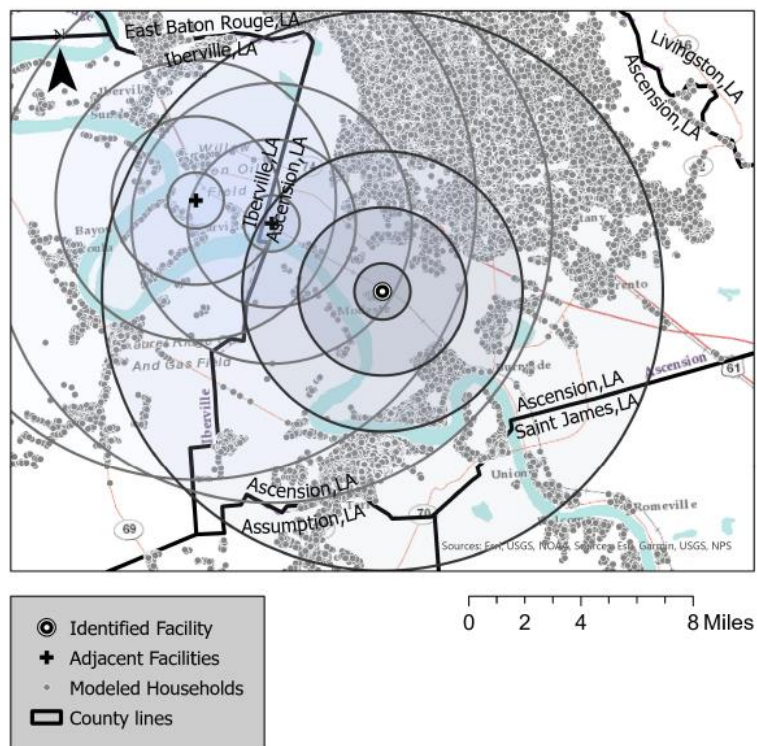 East Baton Rouge,LA
Iberville,LA
N
Livingston,LA
Ascension,LA
Willow
Field
Iberville,LA
Ascension,LA
Bayou
And Gas Field
Iberville
Ascension
61
Ascension,LA
Saint James,LA
Ascension,LA
Assumption,LA
70
Union
Romeville
69
Sources: Esri, USGS, NOAA, Sources: Esri, Garmin, USGS, NPS
Identified Facility
Adjacent Facilities
Modeled Households
County lines
0 2 4 8 Miles